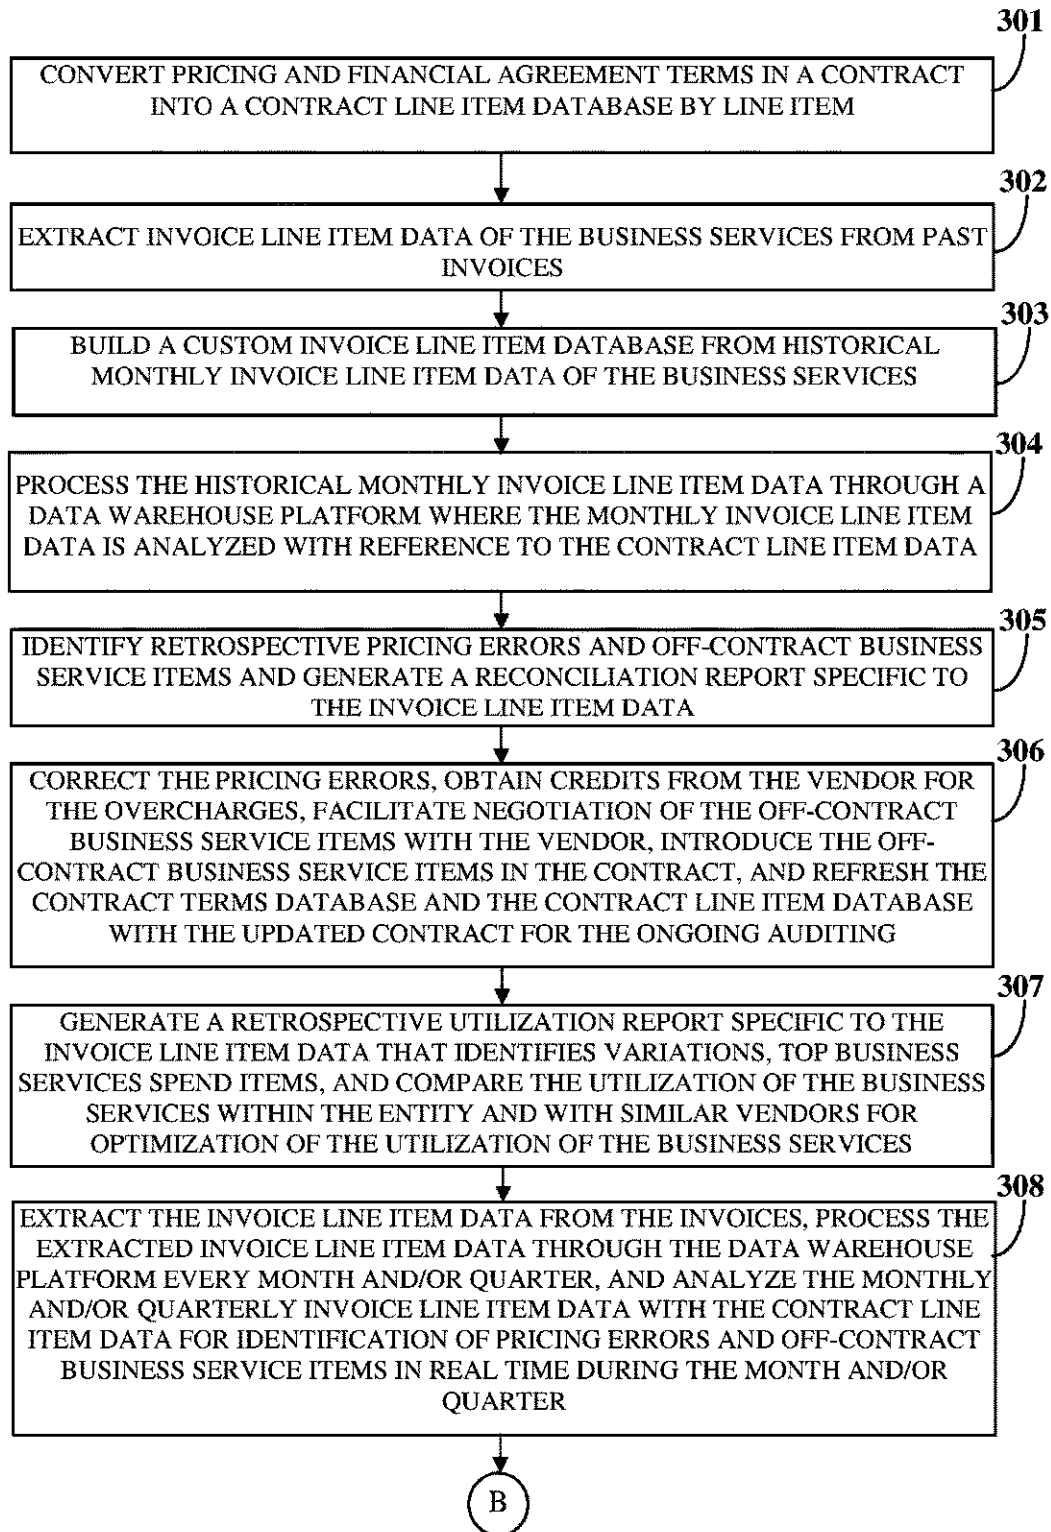 301
CONVERT PRICING AND FINANCIAL AGREEMENT TERMS IN A CONTRACT
INTO A CONTRACT LINE ITEM DATABASE BY LINE ITEM
302
EXTRACT INVOICE LINE ITEM DATA OF THE BUSINESS SERVICES FROM PAST
INVOICES
303
BUILD A CUSTOM INVOICE LINE ITEM DATABASE FROM HISTORICAL
MONTHLY INVOICE LINE ITEM DATA OF THE BUSINESS SERVICES
304
PROCESS THE HISTORICAL MONTHLY INVOICE LINE ITEM DATA THROUGH A
DATA WAREHOUSE PLATFORM WHERE THE MONTHLY INVOICE LINE ITEM
DATA IS ANALYZED WITH REFERENCE TO THE CONTRACT LINE ITEM DATA
305
IDENTIFY RETROSPECTIVE PRICING ERRORS AND OFF-CONTRACT BUSINESS
SERVICE ITEMS AND GENERATE A RECONCILIATION REPORT SPECIFIC TO
THE INVOICE LINE ITEM DATA
306
CORRECT THE PRICING ERRORS, OBTAIN CREDITS FROM THE VENDOR FOR
THE OVERCHARGES, FACILITATE NEGOTIATION OF THE OFF-CONTRACT
BUSINESS SERVICE ITEMS WITH THE VENDOR, INTRODUCE THE OFF-
CONTRACT BUSINESS SERVICE ITEMS IN THE CONTRACT, AND REFRESH THE
CONTRACT TERMS DATABASE AND THE CONTRACT LINE ITEM DATABASE
WITH THE UPDATED CONTRACT FOR THE ONGOING AUDITING
307
GENERATE A RETROSPECTIVE UTILIZATION REPORT SPECIFIC TO THE
INVOICE LINE ITEM DATA THAT IDENTIFIES VARIATIONS, TOP BUSINESS
SERVICES SPEND ITEMS, AND COMPARE THE UTILIZATION OF THE BUSINESS
SERVICES WITHIN THE ENTITY AND WITH SIMILAR VENDORS FOR
OPTIMIZATION OF THE UTILIZATION OF THE BUSINESS SERVICES
308
EXTRACT THE INVOICE LINE ITEM DATA FROM THE INVOICES, PROCESS THE
EXTRACTED INVOICE LINE ITEM DATA THROUGH THE DATA WAREHOUSE
PLATFORM EVERY MONTH AND/OR QUARTER, AND ANALYZE THE MONTHLY
AND/OR QUARTERLY INVOICE LINE ITEM DATA WITH THE CONTRACT LINE
ITEM DATA FOR IDENTIFICATION OF PRICING ERRORS AND OFF-CONTRACT
BUSINESS SERVICE ITEMS IN REAL TIME DURING THE MONTH AND/OR
QUARTER
B